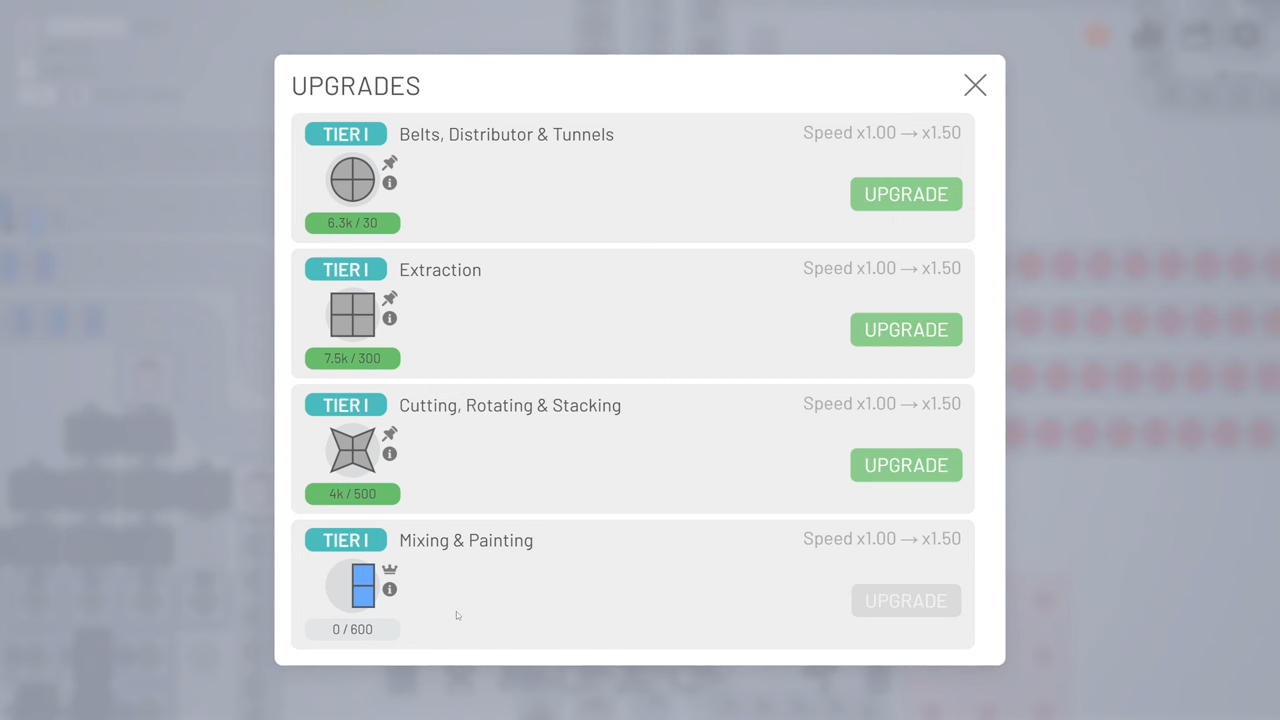 UPGRADES
TIER I Belts, Distributor & Tunnels Speed x1.00 → x1.50
UPGRADE
6.3k / 30
TIER I Extraction Speed x1.00 → x1.50
UPGRADE
7.5k / 300
TIER I Cutting, Rotating & Stacking Speed x1.00 → x1.50
UPGRADE
4k / 500
TIER I Mixing & Painting Speed x1.00 → x1.50
UPGRADE
0 / 600